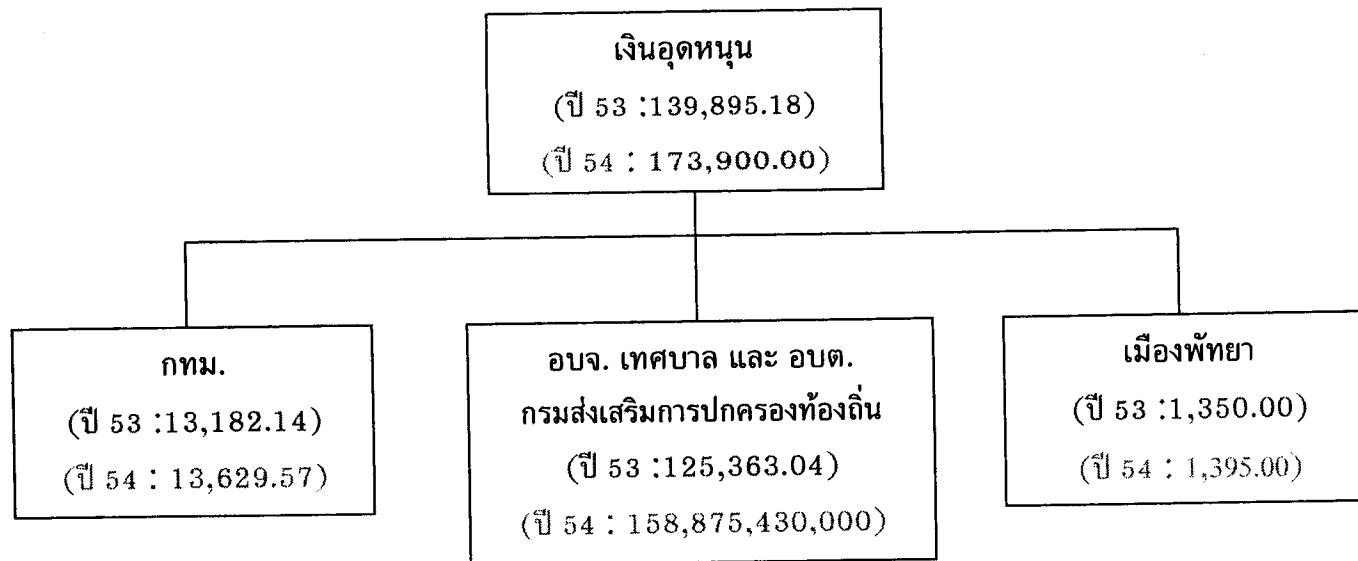 เงินอุดหนุน
(ปี 53 :139,895.18)
(ปี 54 : 173,900.00)
กทม.
(ปี 53 :13,182.14)
(ปี 54 : 13,629.57)
อบจ. เทศบาล และ อบต.
กรมส่งเสริมการปกครองท้องถิ่น
(ปี 53 :125,363.04)
(ปี 54 : 158,875,430,000)
เมืองพัทยา
(ปี 53 :1,350.00)
(ปี 54 : 1,395.00)